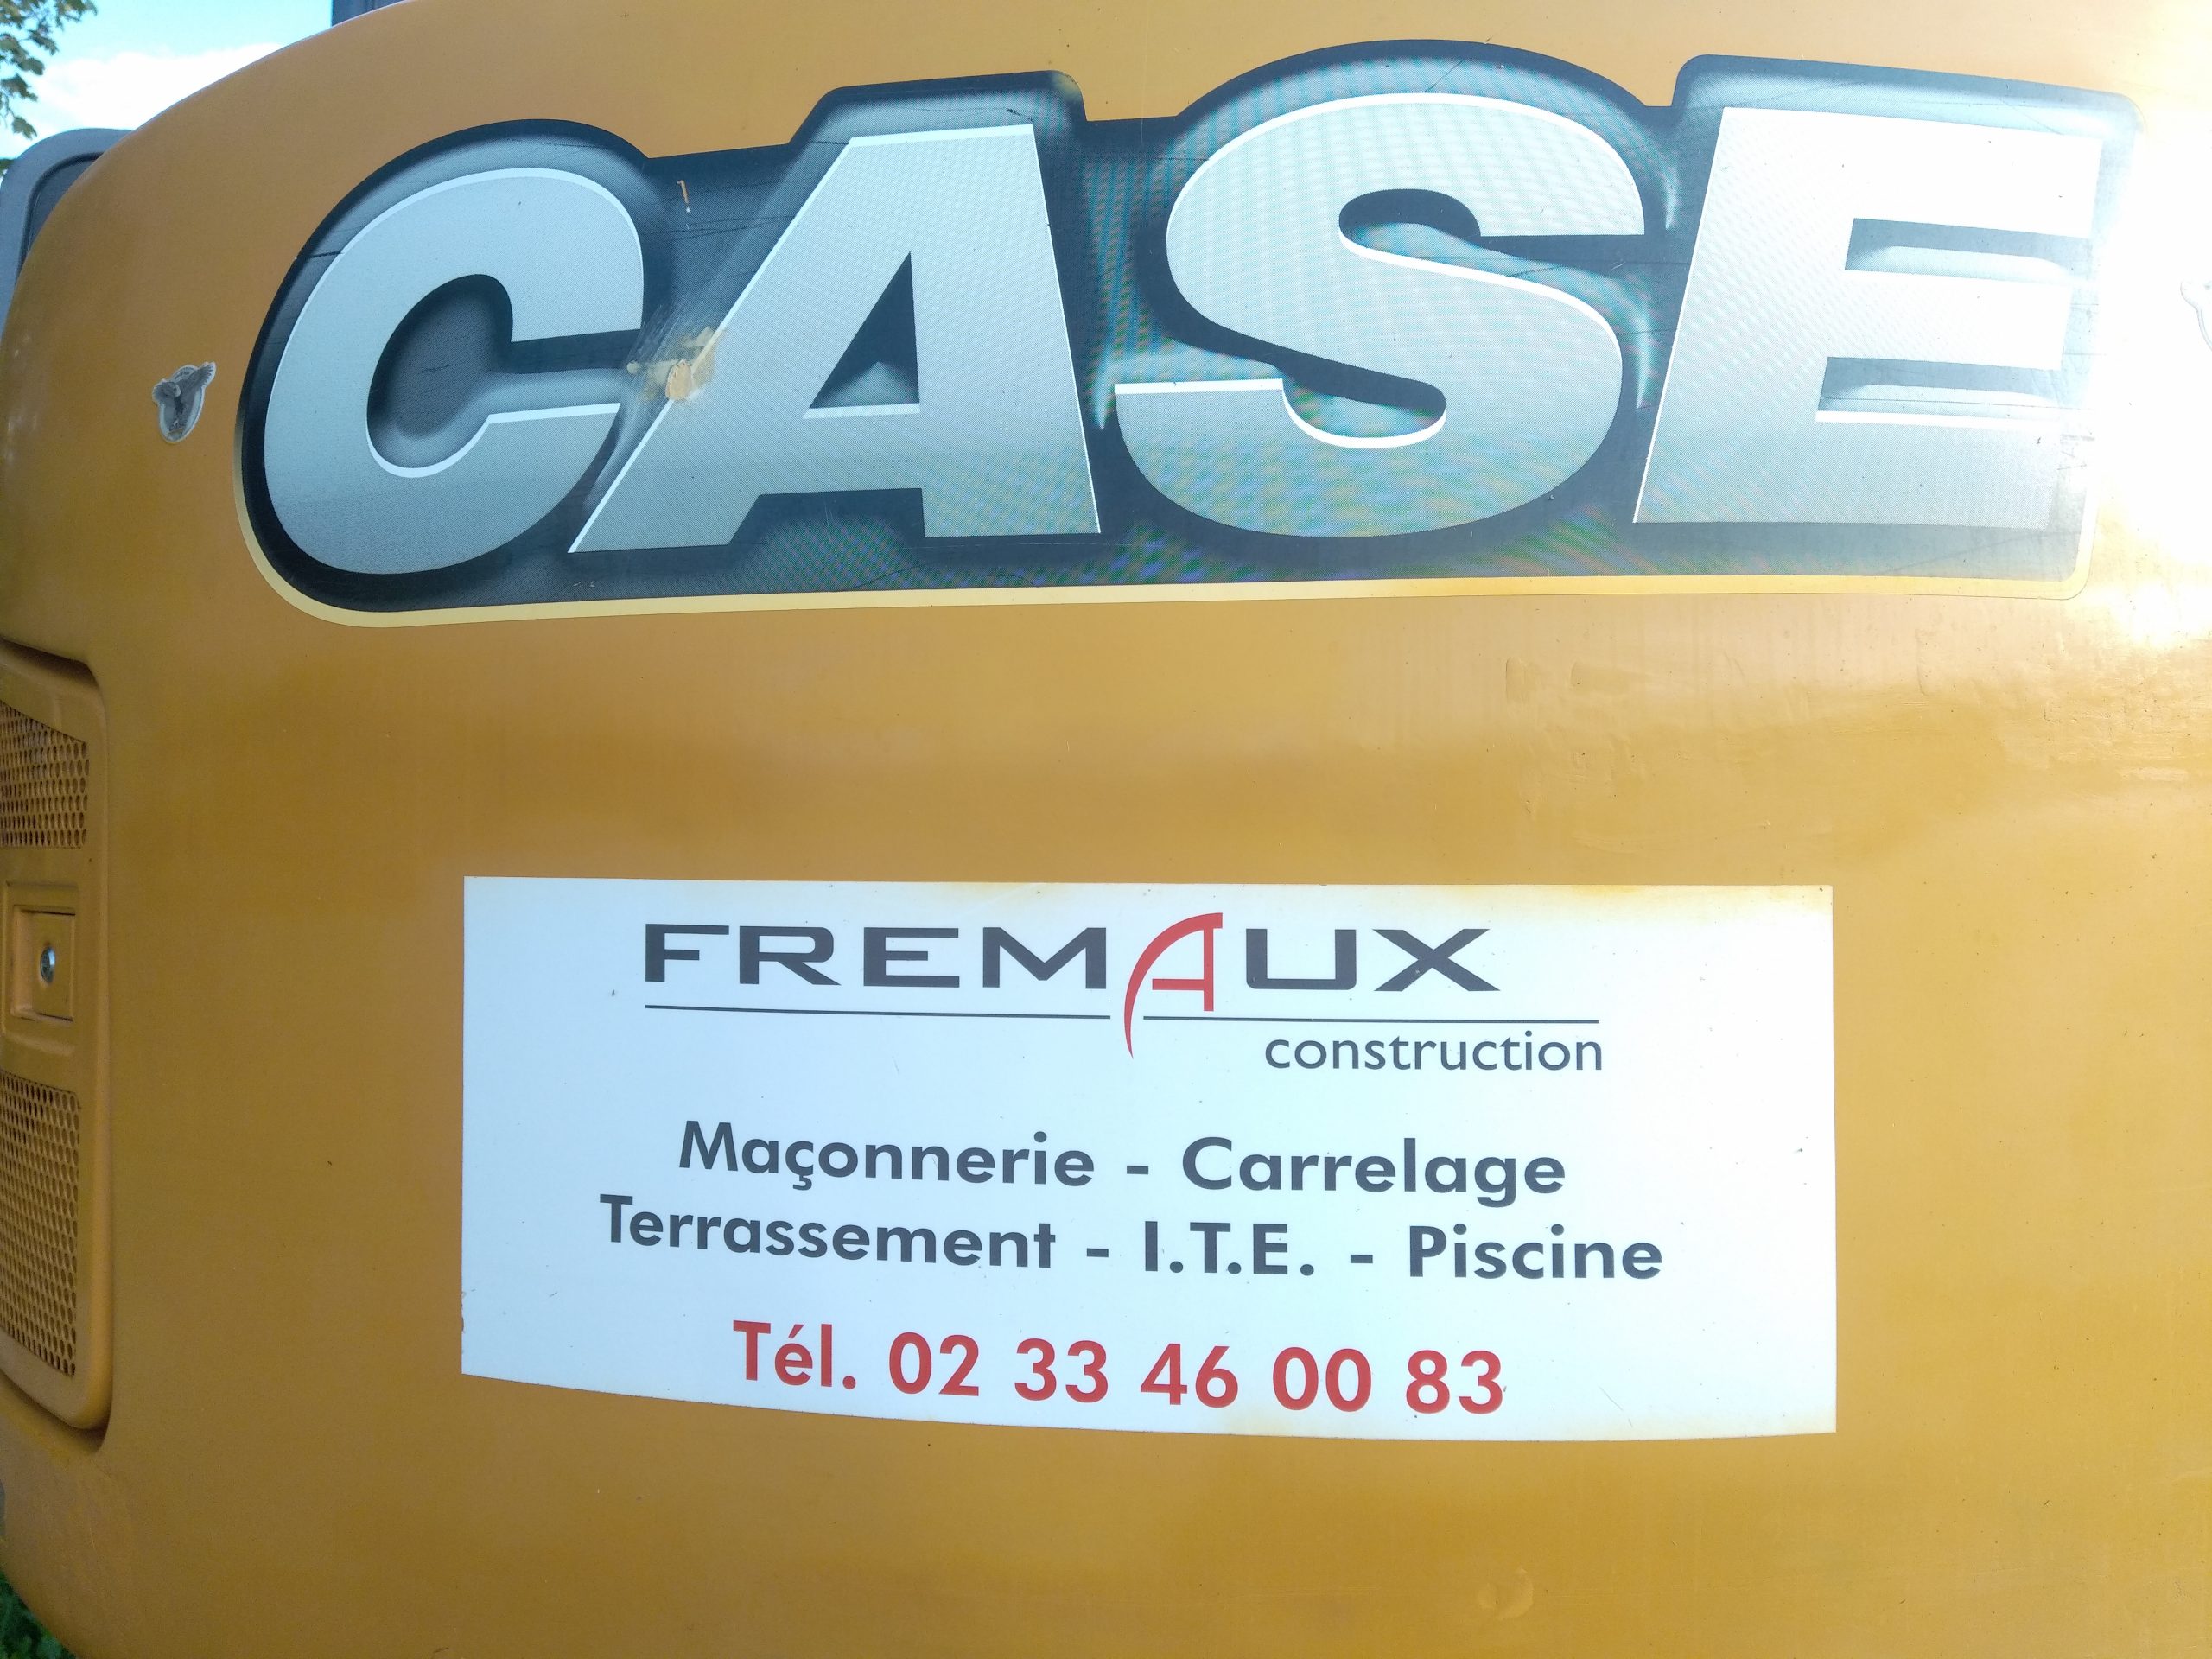 CASE
FREMAUX
construction
Maçonnerie - Carrelage
Terrassement - I.T.E. - Piscine
Tél. 02 33 46 00 83